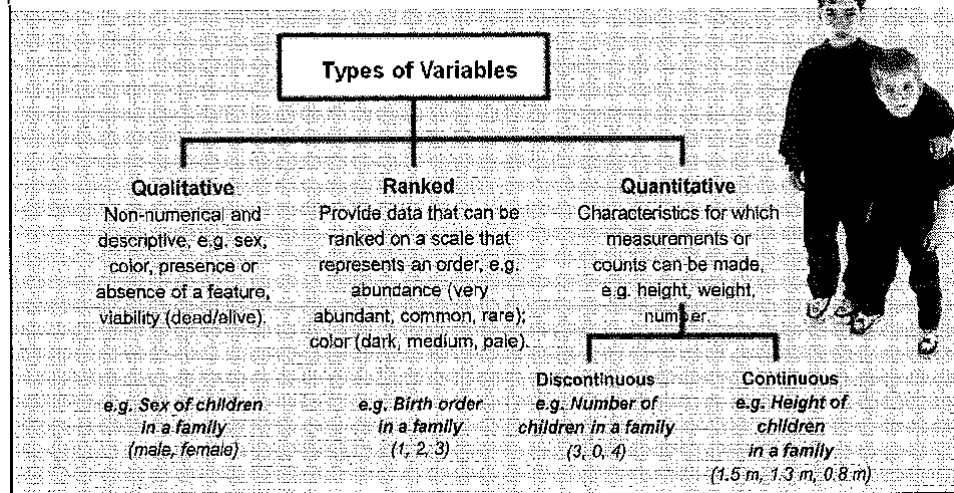 Types of Variables
Qualitative
Non-numerical and
descriptive, e.g. sex,
color, presence or
absence of a feature,
viability (dead/alive).
e.g. Sex of children
in a family
(male, female)
Ranked
Provide data that can be
ranked on a scale that
represents an order, e.g.
abundance (very
abundant, common, rare);
color (dark, medium, pale).
e.g. Birth order
in a family
(1, 2, 3)
Quantitative
Characteristics for which
measurements or
counts can be made,
e.g. height, weight,
number.
Discontinuous
e.g. Number of
children in a family
(3, 0, 4)
Continuous
e.g. Height of
children
in a family
(1.5 m, 1.3 m, 0.8 m)